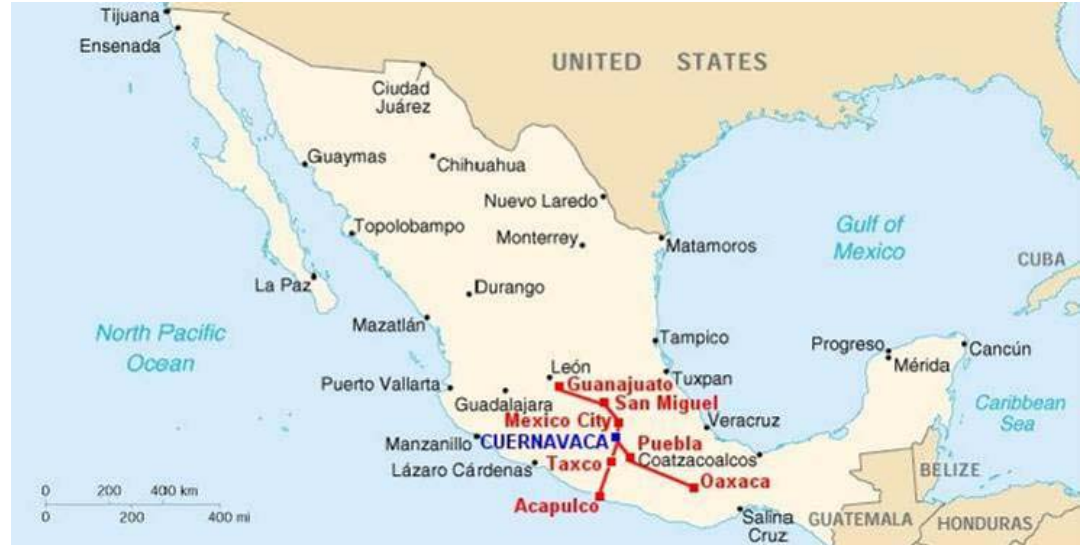 Tijuana
Ensenada
UNITED STATES
Ciudad
Juárez
Guaymas
Chihuahua
Nuevo Laredo
Topolobampo
Monterrey
Matamoros
Gulf of
Mexico
CUBA
La Paz
Durango
Mazatlán
North Pacific
Ocean
Tampico
Progreso
Mérida
Cancún
León
Puerto Vallarta
Guanajuato
Tuxpan
Guadalajara
San Miguel
Caribbean
Sea
Mexico City
Veracruz
Manzanillo
CUERNAVACA
Puebla
Lázaro Cárdenas
Taxco
Coatzacoalcos
BELIZE
Oaxaca
0 200 400 km
0 200 400 mi
Acapulco
Salina
Cruz
GUATEMALA
HONDURAS